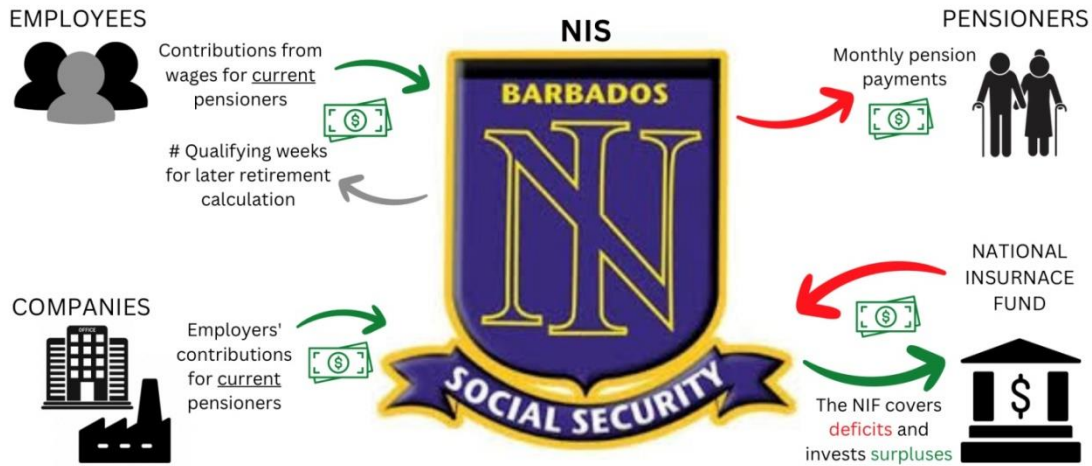 EMPLOYEES
Contributions from
wages for current
pensioners
# Qualifying weeks
for later retirement
calculation
NIS
BARBADOS
NI
SOCIAL SECURITY
PENSIONERS
Monthly pension
payments
$
COMPANIES
OFFICE
Employers'
contributions
for current
pensioners
$
NATIONAL
INSURNACE
FUND
$
$
$
The NIF covers
deficits and
invests surpluses